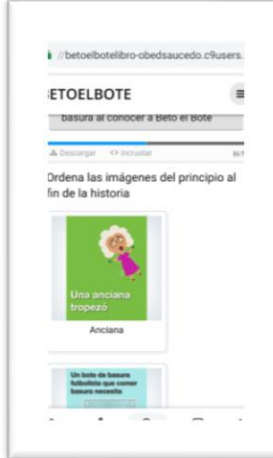 //betoelbotelibro-obedsaucedo.c9users.
ETOELBOTE
basura al conocer a Beto el Bote
Descargar <> Incrustar
Ordena las imágenes del principio al
fin de la historia
Una anciana
tropezó
Anciana
Un bote de basura
futbolista que comer
basura necesita